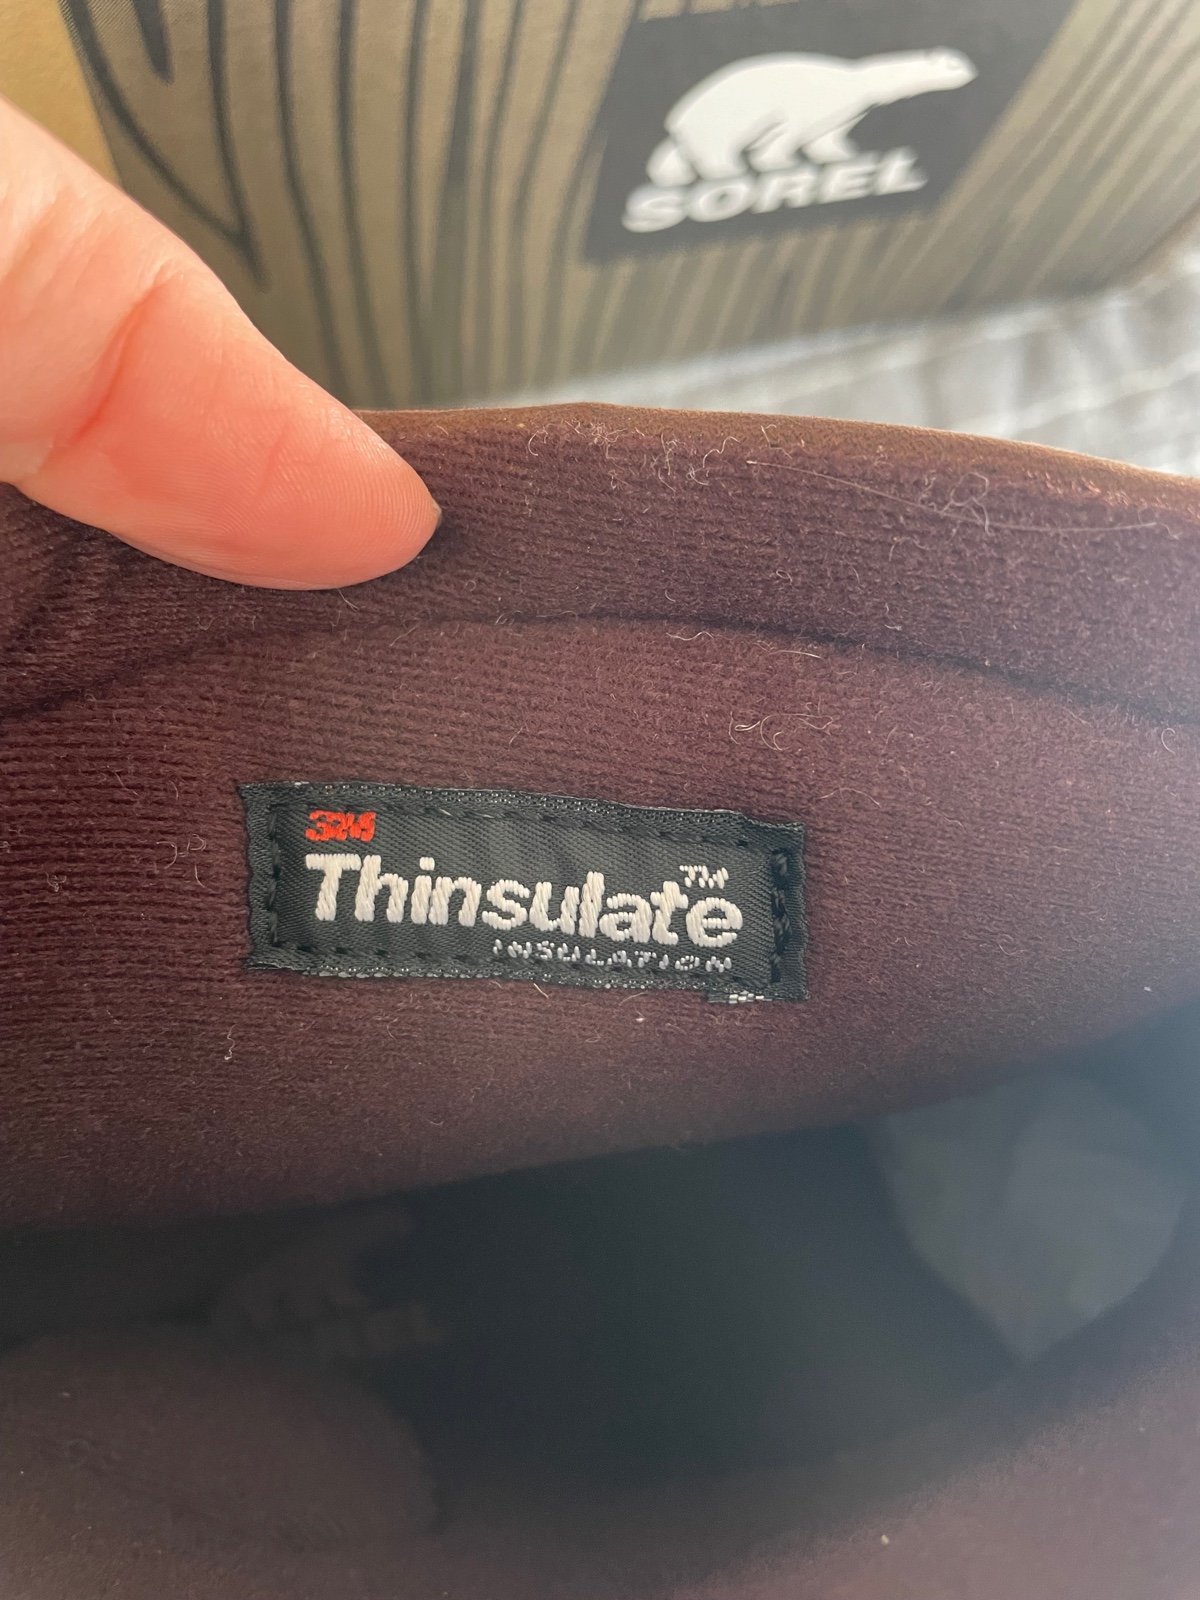 SOREL
3M
Thinsulate™
INSULATION